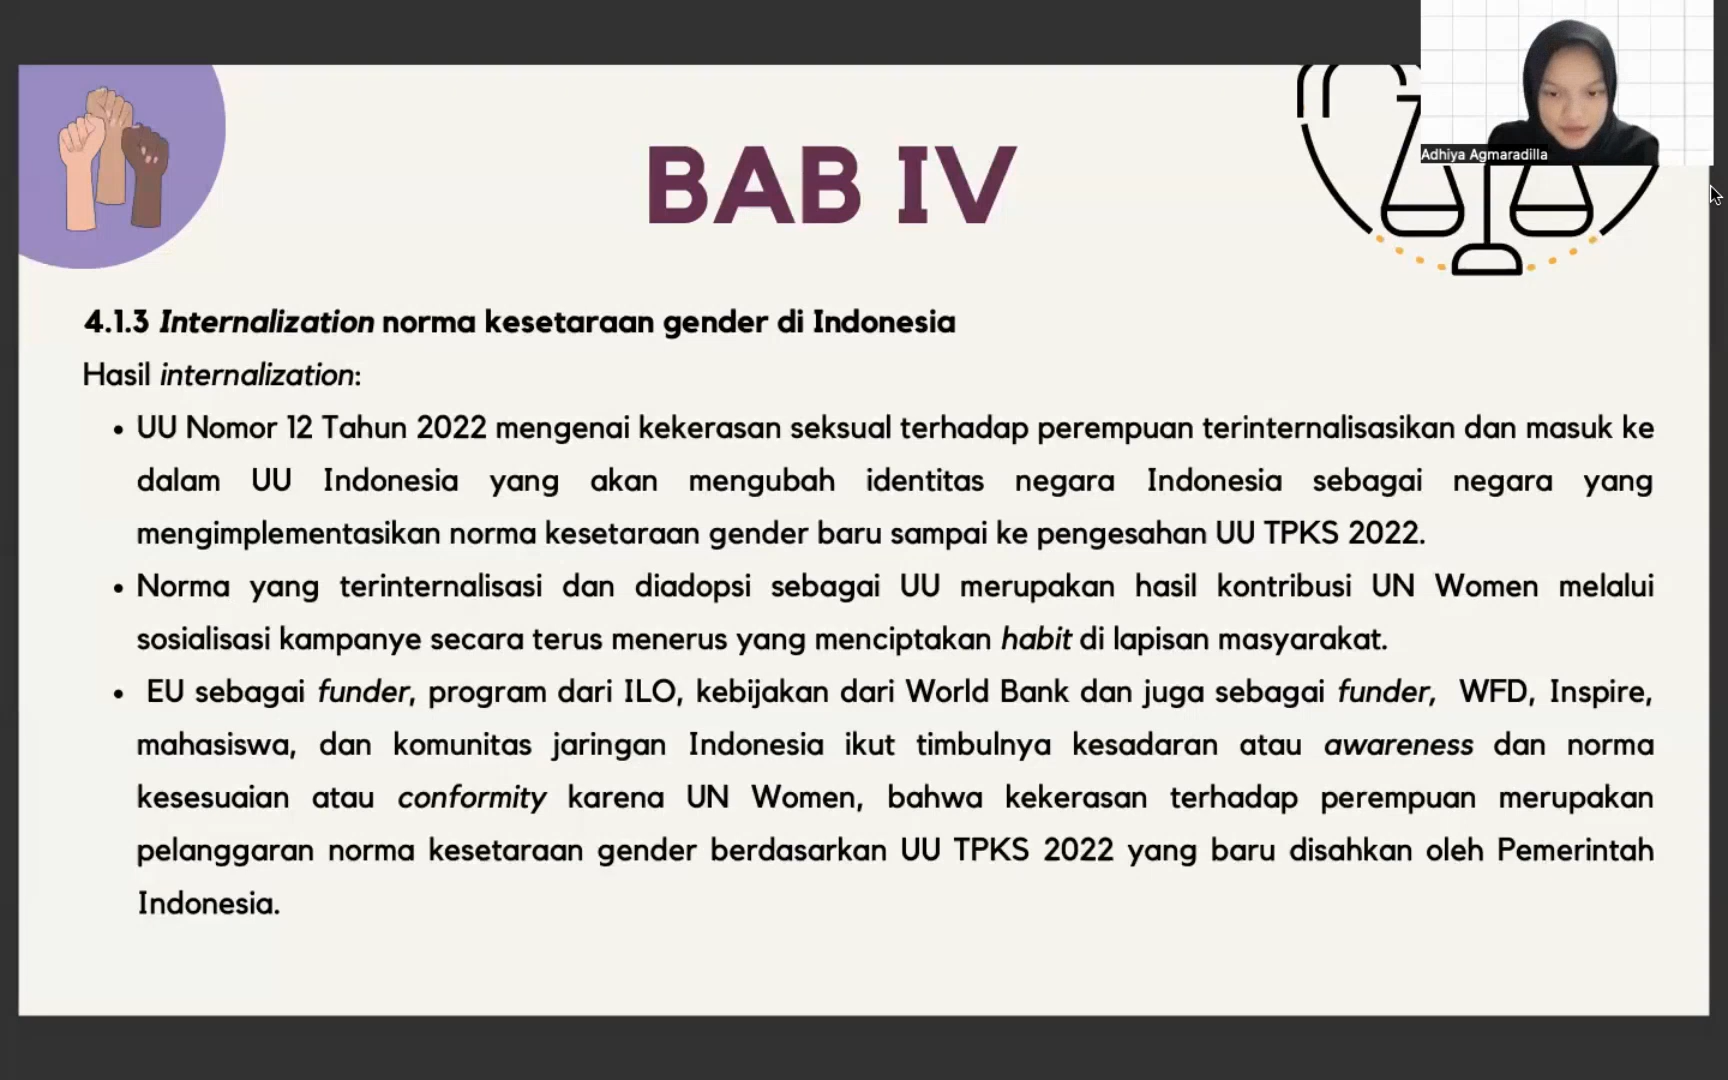 Adhiya Agmaradilla
BAB IV
4.1.3 Internalization norma kesetaraan gender di Indonesia
Hasil internalization:
• UU Nomor 12 Tahun 2022 mengenai kekerasan seksual terhadap perempuan terinternalisasikan dan masuk ke
dalam UU Indonesia yang akan mengubah identitas negara Indonesia sebagai negara yang
mengimplementasikan norma kesetaraan gender baru sampai ke pengesahan UU TPKS 2022.
• Norma yang terinternalisasi dan diadopsi sebagai UU merupakan hasil kontribusi UN Women melalui
sosialisasi kampanye secara terus menerus yang menciptakan habit di lapisan masyarakat.
• EU sebagai funder, program dari ILO, kebijakan dari World Bank dan juga sebagai funder, WFD, Inspire,
mahasiswa, dan komunitas jaringan Indonesia ikut timbulnya kesadaran atau awareness dan norma
kesesuaian atau conformity karena UN Women, bahwa kekerasan terhadap perempuan merupakan
pelanggaran norma kesetaraan gender berdasarkan UU TPKS 2022 yang baru disahkan oleh Pemerintah
Indonesia.